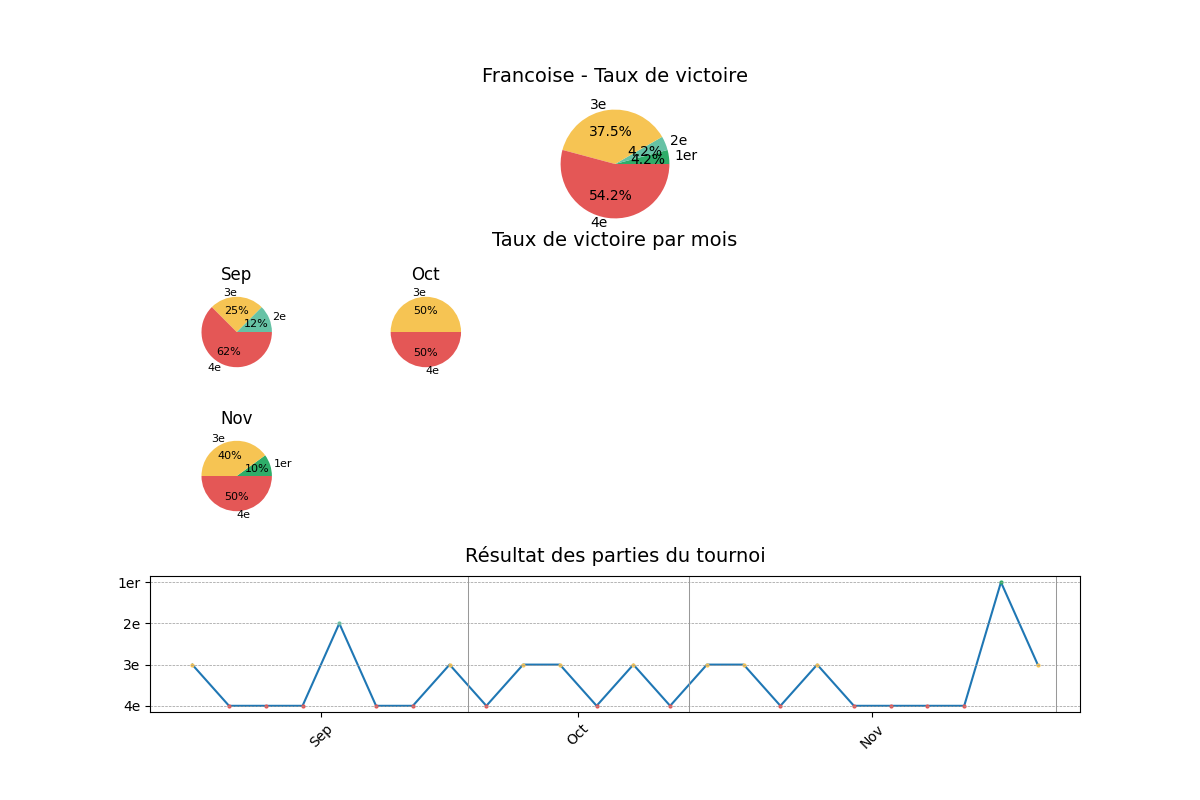 Francoise - Taux de victoire
3e
37.5%
2e
4.2%
1er
4.2%
54.2%
4e
Taux de victoire par mois
Sep
3e
25%
2e
12%
62%
4e
Oct
3e
50%
50%
4e
Nov
3e
40%
1er
10%
50%
4e
Résultat des parties du tournoi
1er
2e
3e
4e
Sep
Oct
Nov